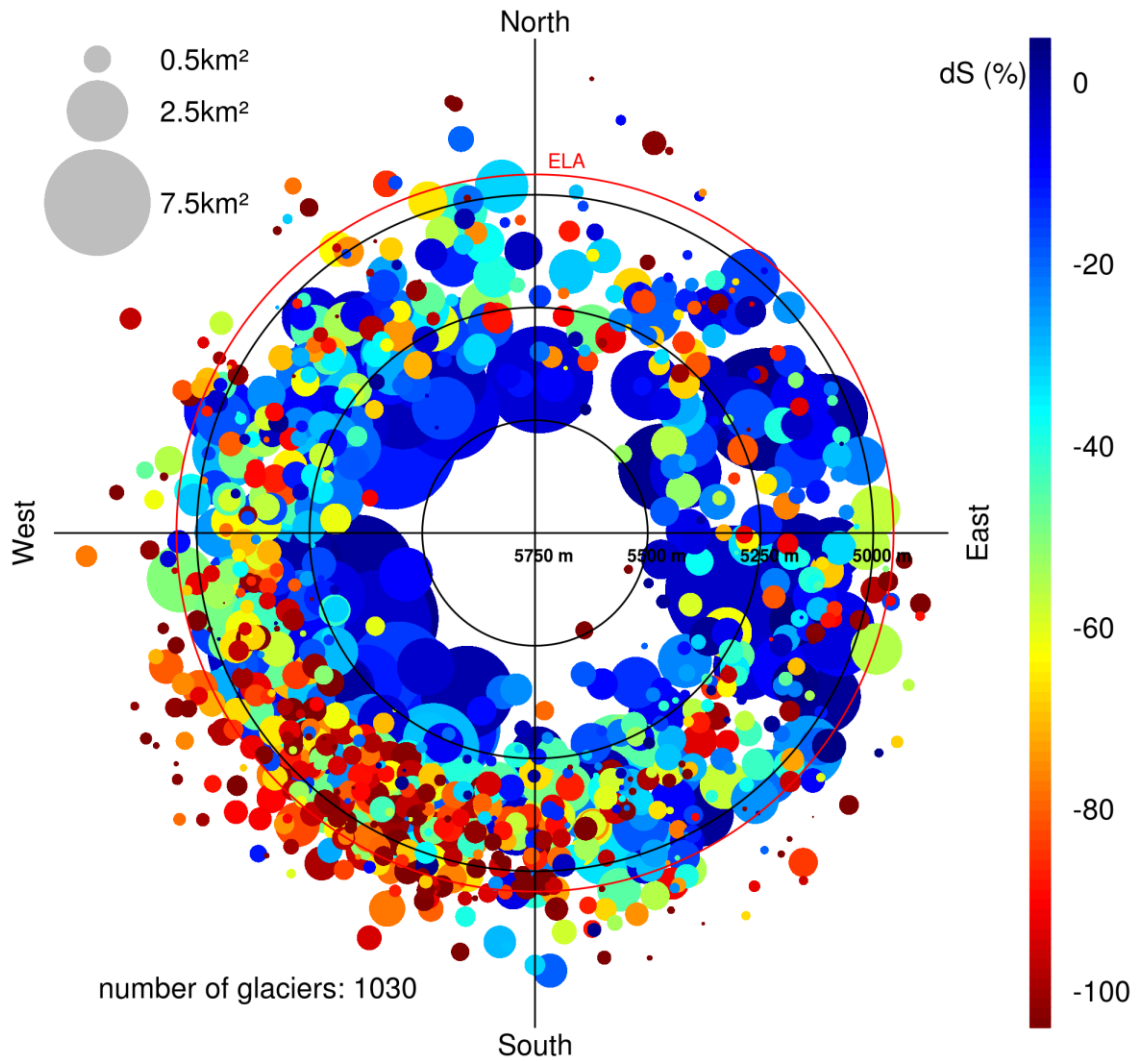 North
0.5km²
2.5km²
7.5km²
dS (%)
0
-20
-40
-60
-80
-100
ELA
West
East
5750 m
5500 m
5250 m
5000 m
number of glaciers: 1030
South